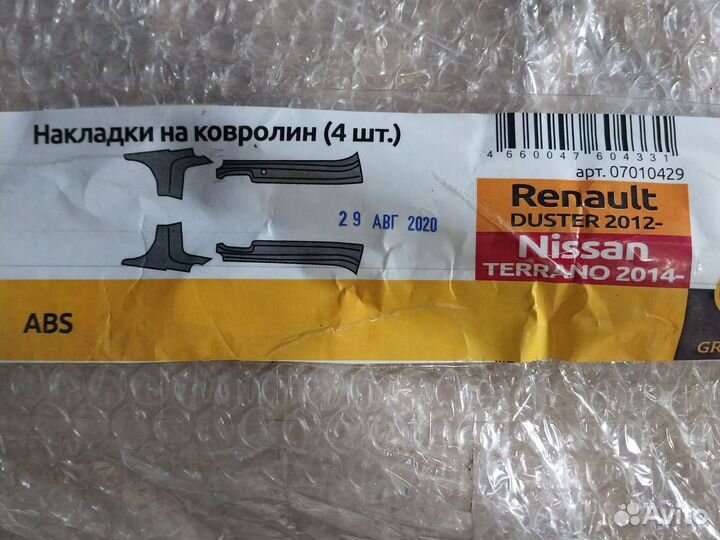 Накладки на ковролин (4 шт.)
4 660047 604331
арт. 07010429
Renault
DUSTER 2012-
29 АВГ 2020
Nissan
TERRANO 2014-
ABS
GR
Avito